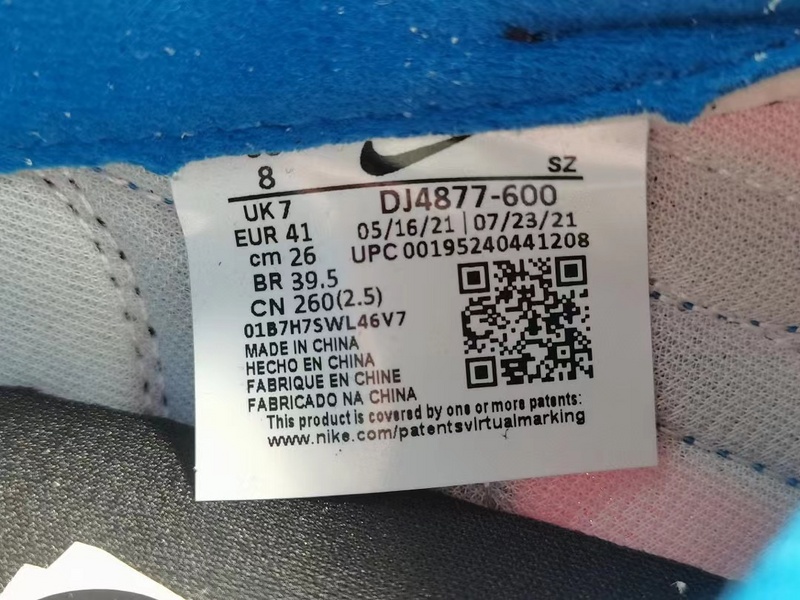 8 SZ
UK 7 DJ4877-600
EUR 41 05/16/21 | 07/23/21
cm 26 UPC 00195240441208
BR 39.5
CN 260(2.5)
01B7H7SWL46V7
MADE IN CHINA
HECHO EN CHINA
FABRIQUE EN CHINE
FABRICADO NA CHINA
This product is covered by one or more patents:
www.nike.com/patentsvirtualmarking